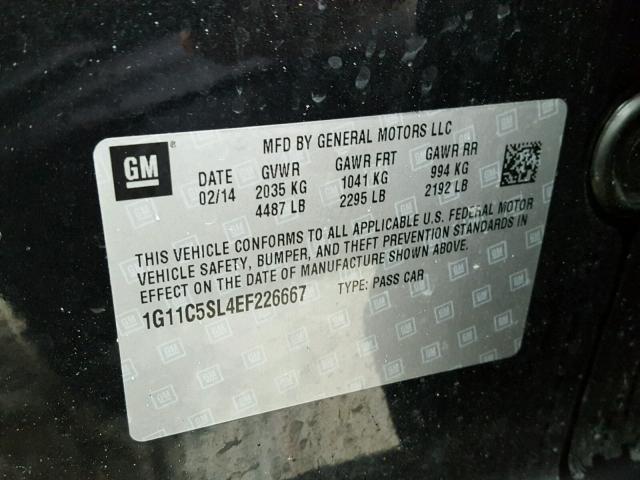 GM
MFD BY GENERAL MOTORS LLC
DATE GVWR GAWR FRT GAWR RR
02/14 2035 KG 1041 KG 994 KG
4487 LB 2295 LB 2192 LB
THIS VEHICLE CONFORMS TO ALL APPLICABLE U.S. FEDERAL MOTOR
VEHICLE SAFETY, BUMPER, AND THEFT PREVENTION STANDARDS IN
EFFECT ON THE DATE OF MANUFACTURE SHOWN ABOVE.
1G11C5SL4EF226667 TYPE: PASS CAR